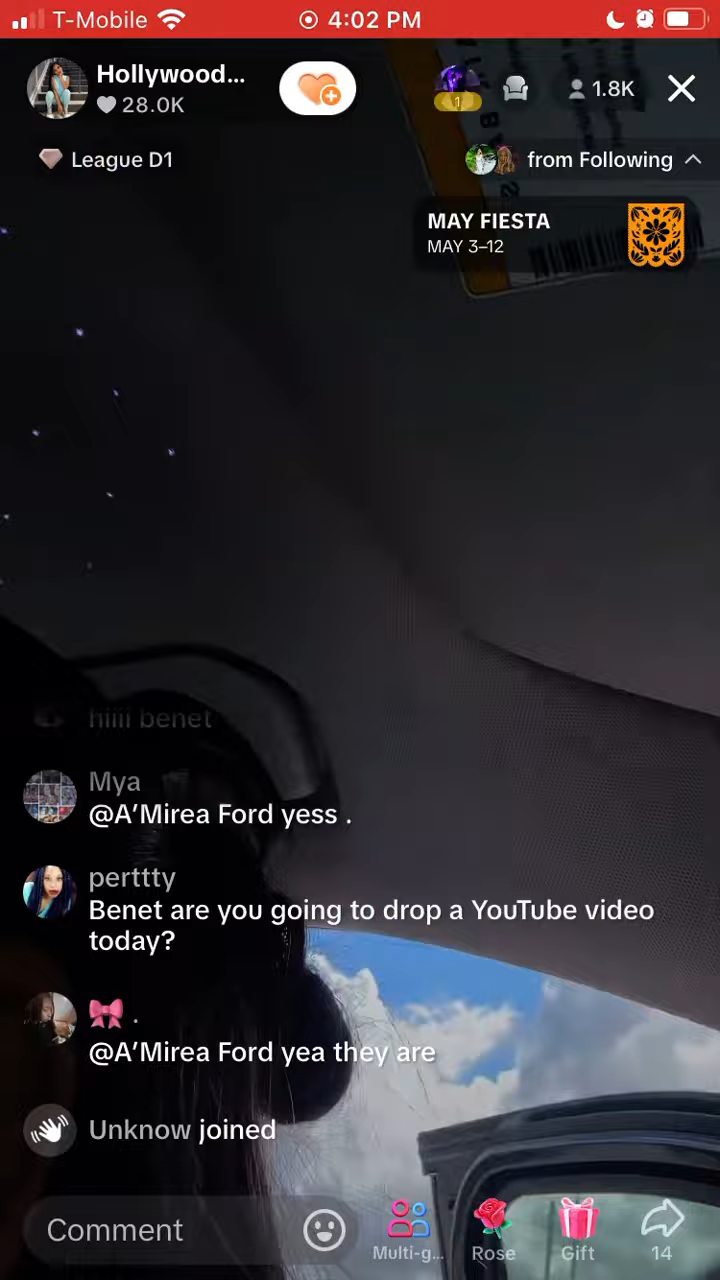 T-Mobile
4:02 PM
Hollywood...
28.0K
1
1.8K
League D1
from Following
MAY FIESTA
MAY 3–12
hiiii benet
Mya
@A’Mirea Ford yess .
perttty
Benet are you going to drop a YouTube video
today?
.
@A’Mirea Ford yea they are
Unknow joined
Comment
Multi-g...
Rose
Gift
14